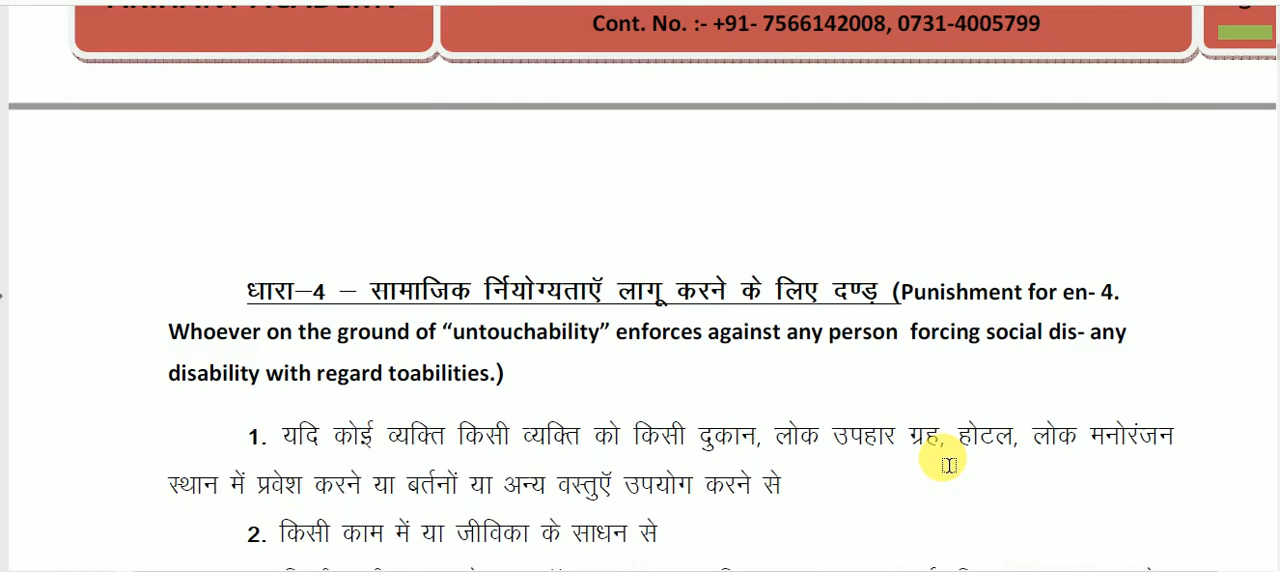 Cont. No. :- +91- 7566142008, 0731-4005799
धारा–4 – सामाजिक र्नियोग्यताएॅ लागू करने के लिए दण्ड़ (Punishment for en- 4.
Whoever on the ground of “untouchability” enforces against any person forcing social dis- any
disability with regard toabilities.)
1. यदि कोई व्यक्ति किसी व्यक्ति को किसी दुकान, लोक उपहार ग्रह, होटल, लोक मनोरंजन
स्थान में प्रवेश करने या बर्तनों या अन्य वस्तुएॅ उपयोग करने से
2. किसी काम में या जीविका के साधन से